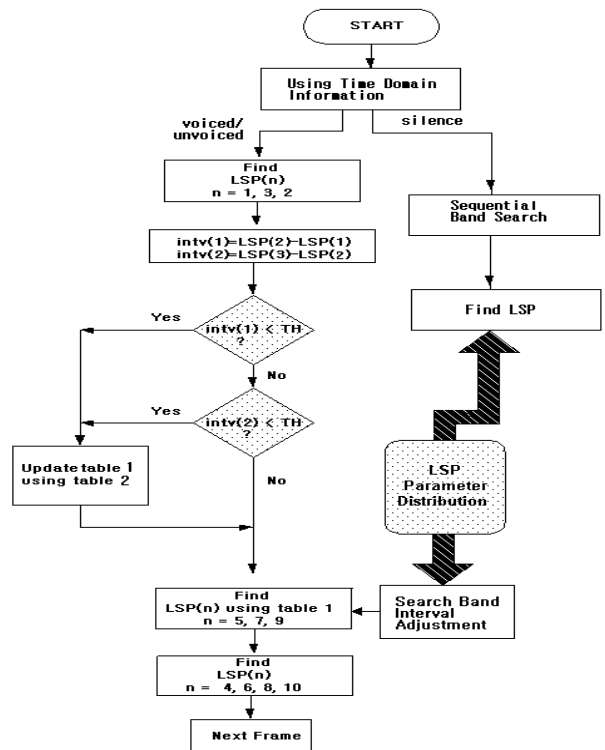 START
Using Time Domain
Information
voiced/
unvoiced
silence
Find
LSP(n)
n = 1, 3, 2
Sequential
Band Search
intv(1)=LSP(2)-LSP(1)
intv(2)=LSP(3)-LSP(2)
Find LSP
Yes
intv(1) < TH
?
No
Yes
intv(2) < TH
?
No
Update table 1
using table 2
LSP
Parameter
Distribution
Find
LSP(n) using table 1
n = 5, 7, 9
Search Band
Interval
Adjustment
Find
LSP(n)
n = 4, 6, 8, 10
Next Frame